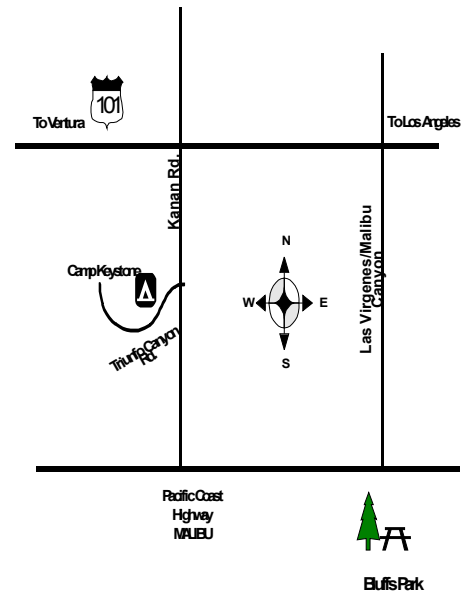 101
To Ventura
To Los Angeles
Kanan Rd.
Las Virgenes/Malibu
Canyon
N
Camp Keystone
W E
S
Triunfo Canyon
Rd.
Pacific Coast
Highway
MALIBU
Bluffs Park